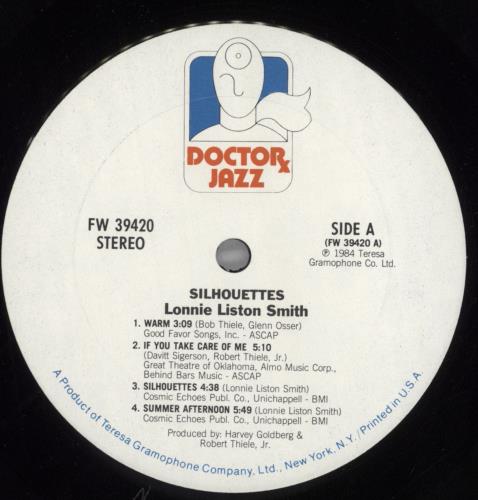 DOCTOR℞
JAZZ
FW 39420
STEREO
SIDE A
(FW 39420 A)
℗ 1984 Teresa
Gramophone Co. Ltd.
SILHOUETTES
Lonnie Liston Smith
1. WARM 3:09 (Bob Thiele, Glenn Osser)
Good Favor Songs, Inc. - ASCAP
2. IF YOU TAKE CARE OF ME 5:10
(Davitt Sigerson, Robert Thiele, Jr.)
Great Theatre of Oklahoma, Almo Music Corp.,
Behind Bars Music - ASCAP
3. SILHOUETTES 4:38 (Lonnie Liston Smith)
Cosmic Echoes Publ. Co., Unichappell - BMI
4. SUMMER AFTERNOON 5:49 (Lonnie Liston Smith)
Cosmic Echoes Publ. Co., Unichappell - BMI
Produced by: Harvey Goldberg &
Robert Thiele, Jr.
A Product of Teresa Gramophone Company, Ltd., New York, N.Y./Printed in U.S.A.